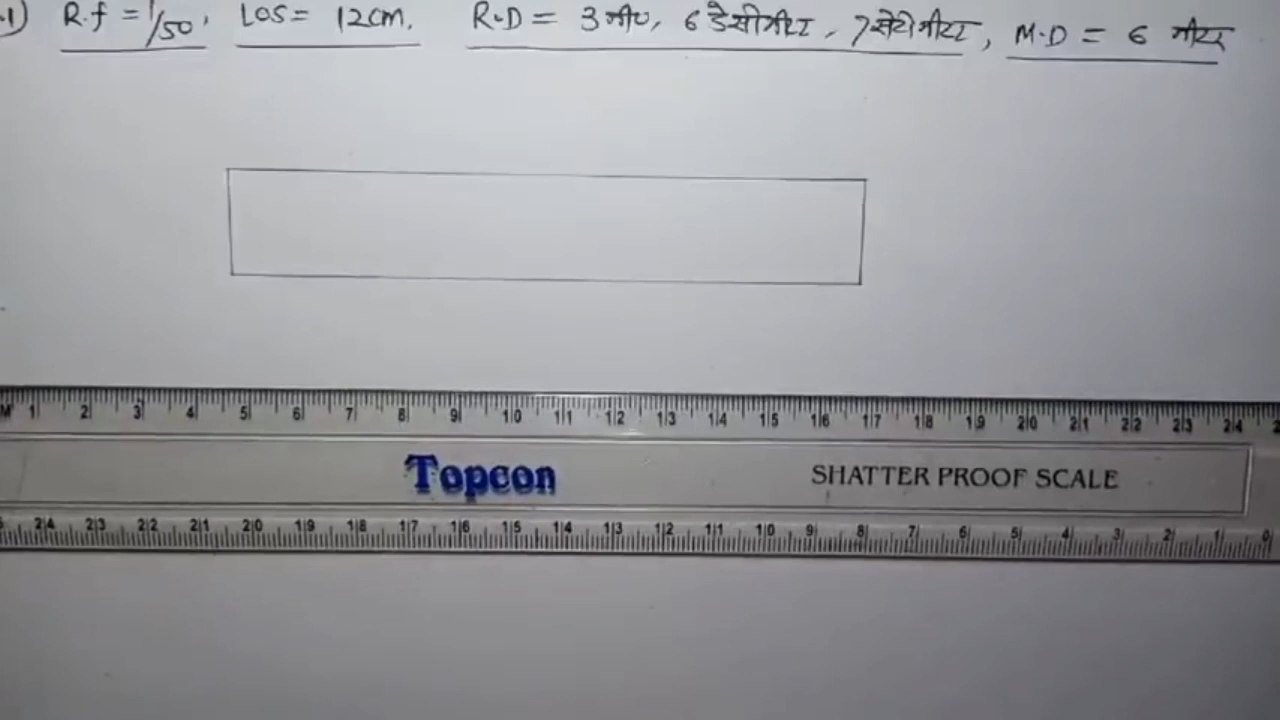 .1) R.f = 1/50, LOS = 12cm. R.D = 3 मी०, 6 डेसीमीटर, 7 सेंटीमीटर, M.D = 6 मीटर
M 1 2 3 4 5 6 7 8 9 10 11 12 13 14 15 16 17 18 19 20 21 22 23 24 2
Topcon SHATTER PROOF SCALE
24 23 22 21 20 19 18 17 16 15 14 13 12 11 10 9 8 7 6 5 4 3 2 1 0